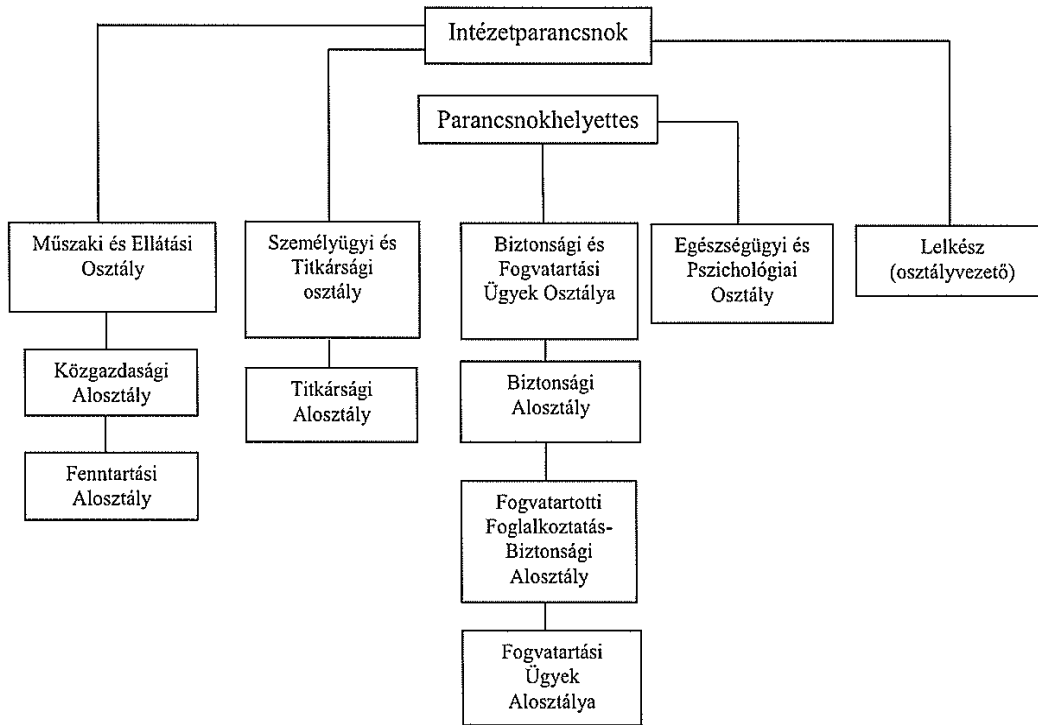 Intézetparancsnok
Parancsnokhelyettes
Műszaki és Ellátási
Osztály
Személyügyi és
Titkársági
osztály
Biztonsági és
Fogvatartási
Ügyek Osztálya
Egészségügyi és
Pszichológiai
Osztály
Lelkész
(osztályvezető)
Közgazdasági
Alosztály
Titkársági
Alosztály
Biztonsági
Alosztály
Fenntartási
Alosztály
Fogvatartotti
Foglalkoztatás-
Biztonsági
Alosztály
Fogvatartási
Ügyek
Alosztálya